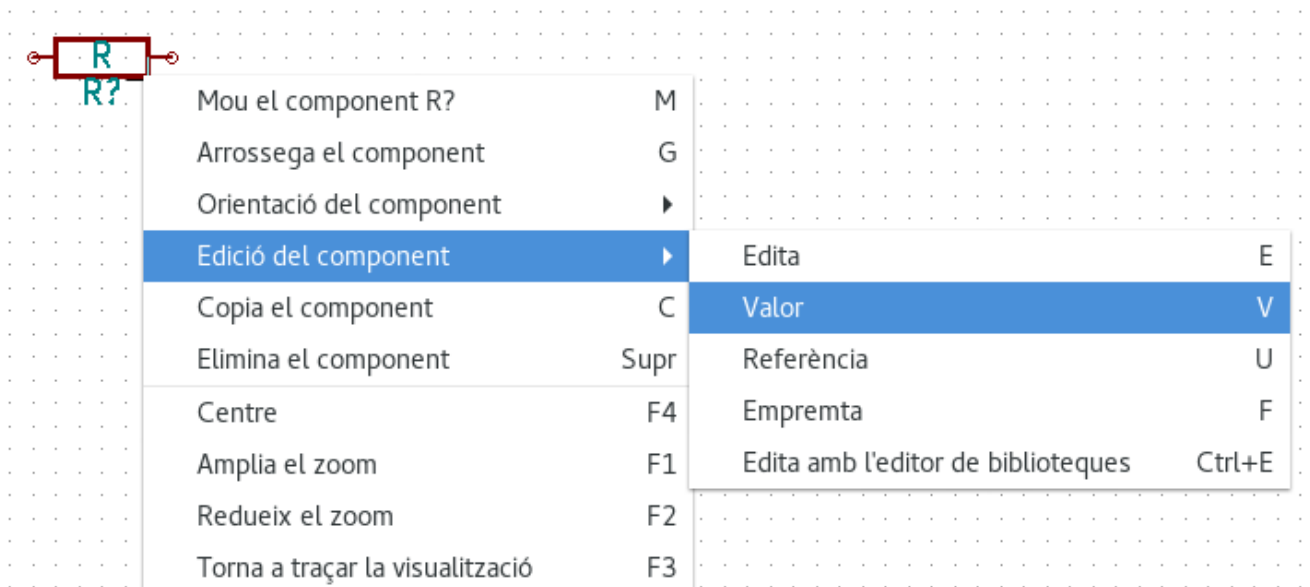 R
R?
Mou el component R? M
Arrossega el component G
Orientació del component
Edició del component
Copia el component C
Elimina el component Supr
Centre F4
Amplia el zoom F1
Redueix el zoom F2
Torna a traçar la visualització F3
Edita E
Valor V
Referència U
Empremta F
Edita amb l'editor de biblioteques Ctrl+E